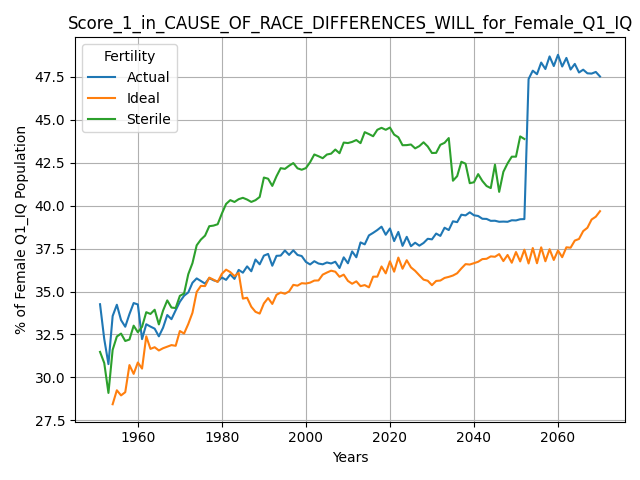 Score_1_in_CAUSE_OF_RACE_DIFFERENCES_WILL_for_Female_Q1_IQ
Fertility
Actual
Ideal
Sterile
% of Female Q1_IQ Population
47.5
45.0
42.5
40.0
37.5
35.0
32.5
30.0
27.5
1960 1980 2000 2020 2040 2060
Years